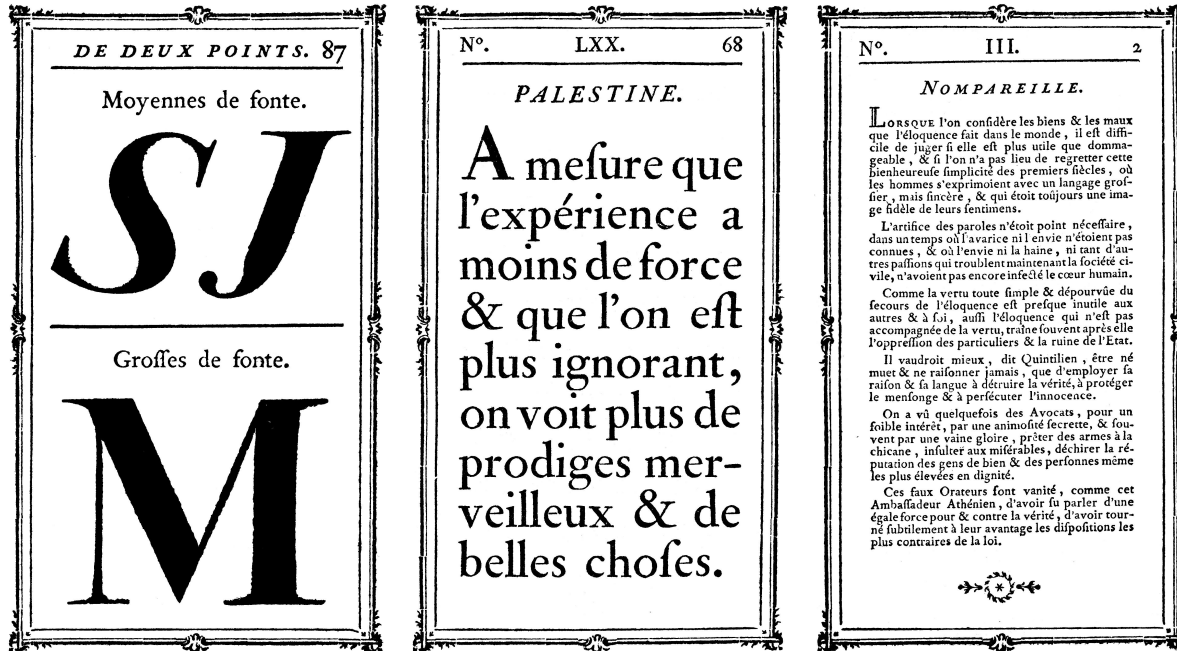 DE DEUX POINTS. 87
Moyennes de fonte.
SJ
Groſſes de fonte.
M
Nº. LXX. 68
PALESTINE.
A meſure que
l'expérience a
moins de force
& que l'on eſt
plus ignorant,
on voit plus de
prodiges mer-
veilleux & de
belles choſes.
Nº. III. 2
NOMPAREILLE.
LORSQUE l'on conſidère les biens & les maux
que l'éloquence fait dans le monde , il eſt diffi-
cile de juger ſi elle eſt plus utile que domma-
geable , & ſi l'on n'a pas lieu de regretter cette
bienheureuſe ſimplicité des premiers ſiècles , où
les hommes s'exprimoient avec un langage groſ-
ſier , mais ſincère , & qui étoit toûjours une ima-
ge fidèle de leurs ſentimens.
L'artifice des paroles n'étoit point néceſſaire ,
dans un temps où l'avarice ni l envie n'étoient pas
connues , & où l'envie ni la haine , ni tant d'au-
tres paſſions qui troublent maintenant la ſociété ci-
vile, n'avoient pas encore infecté le cœur humain.
Comme la vertu toute ſimple & dépourvûe du
ſecours de l'éloquence eſt preſque inutile aux
autres & à ſoi , auſſi l'éloquence qui n'eſt pas
accompagnée de la vertu, traîne ſouvent après elle
l'oppreſſion des particuliers & la ruine de l'Etat.
Il vaudroit mieux , dit Quintilien , être né
muet & ne raiſonner jamais , que d'employer ſa
raiſon & ſa langue à détruire la vérité, à protéger
le menſonge & à perſécuter l'innocence.
On a vû quelquefois des Avocats , pour un
foible intérêt, par une animoſité ſecrette, & ſou-
vent par une vaine gloire , prêter des armes à la
chicane , inſulter aux miſérables, déchirer la ré-
putation des gens de bien & des perſonnes même
les plus élevées en dignité.
Ces faux Orateurs font vanité , comme cet
Ambaſſadeur Athénien , d'avoir ſu parler d'une
égale force pour & contre la vérité , d'avoir tour-
né ſubtilement à leur avantage les diſpoſitions les
plus contraires de la loi.